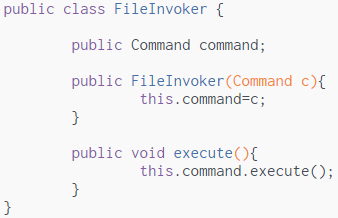 public class FileInvoker {
public Command command;
public FileInvoker(Command c){
this.command=c;
}
public void execute(){
this.command.execute();
}
}